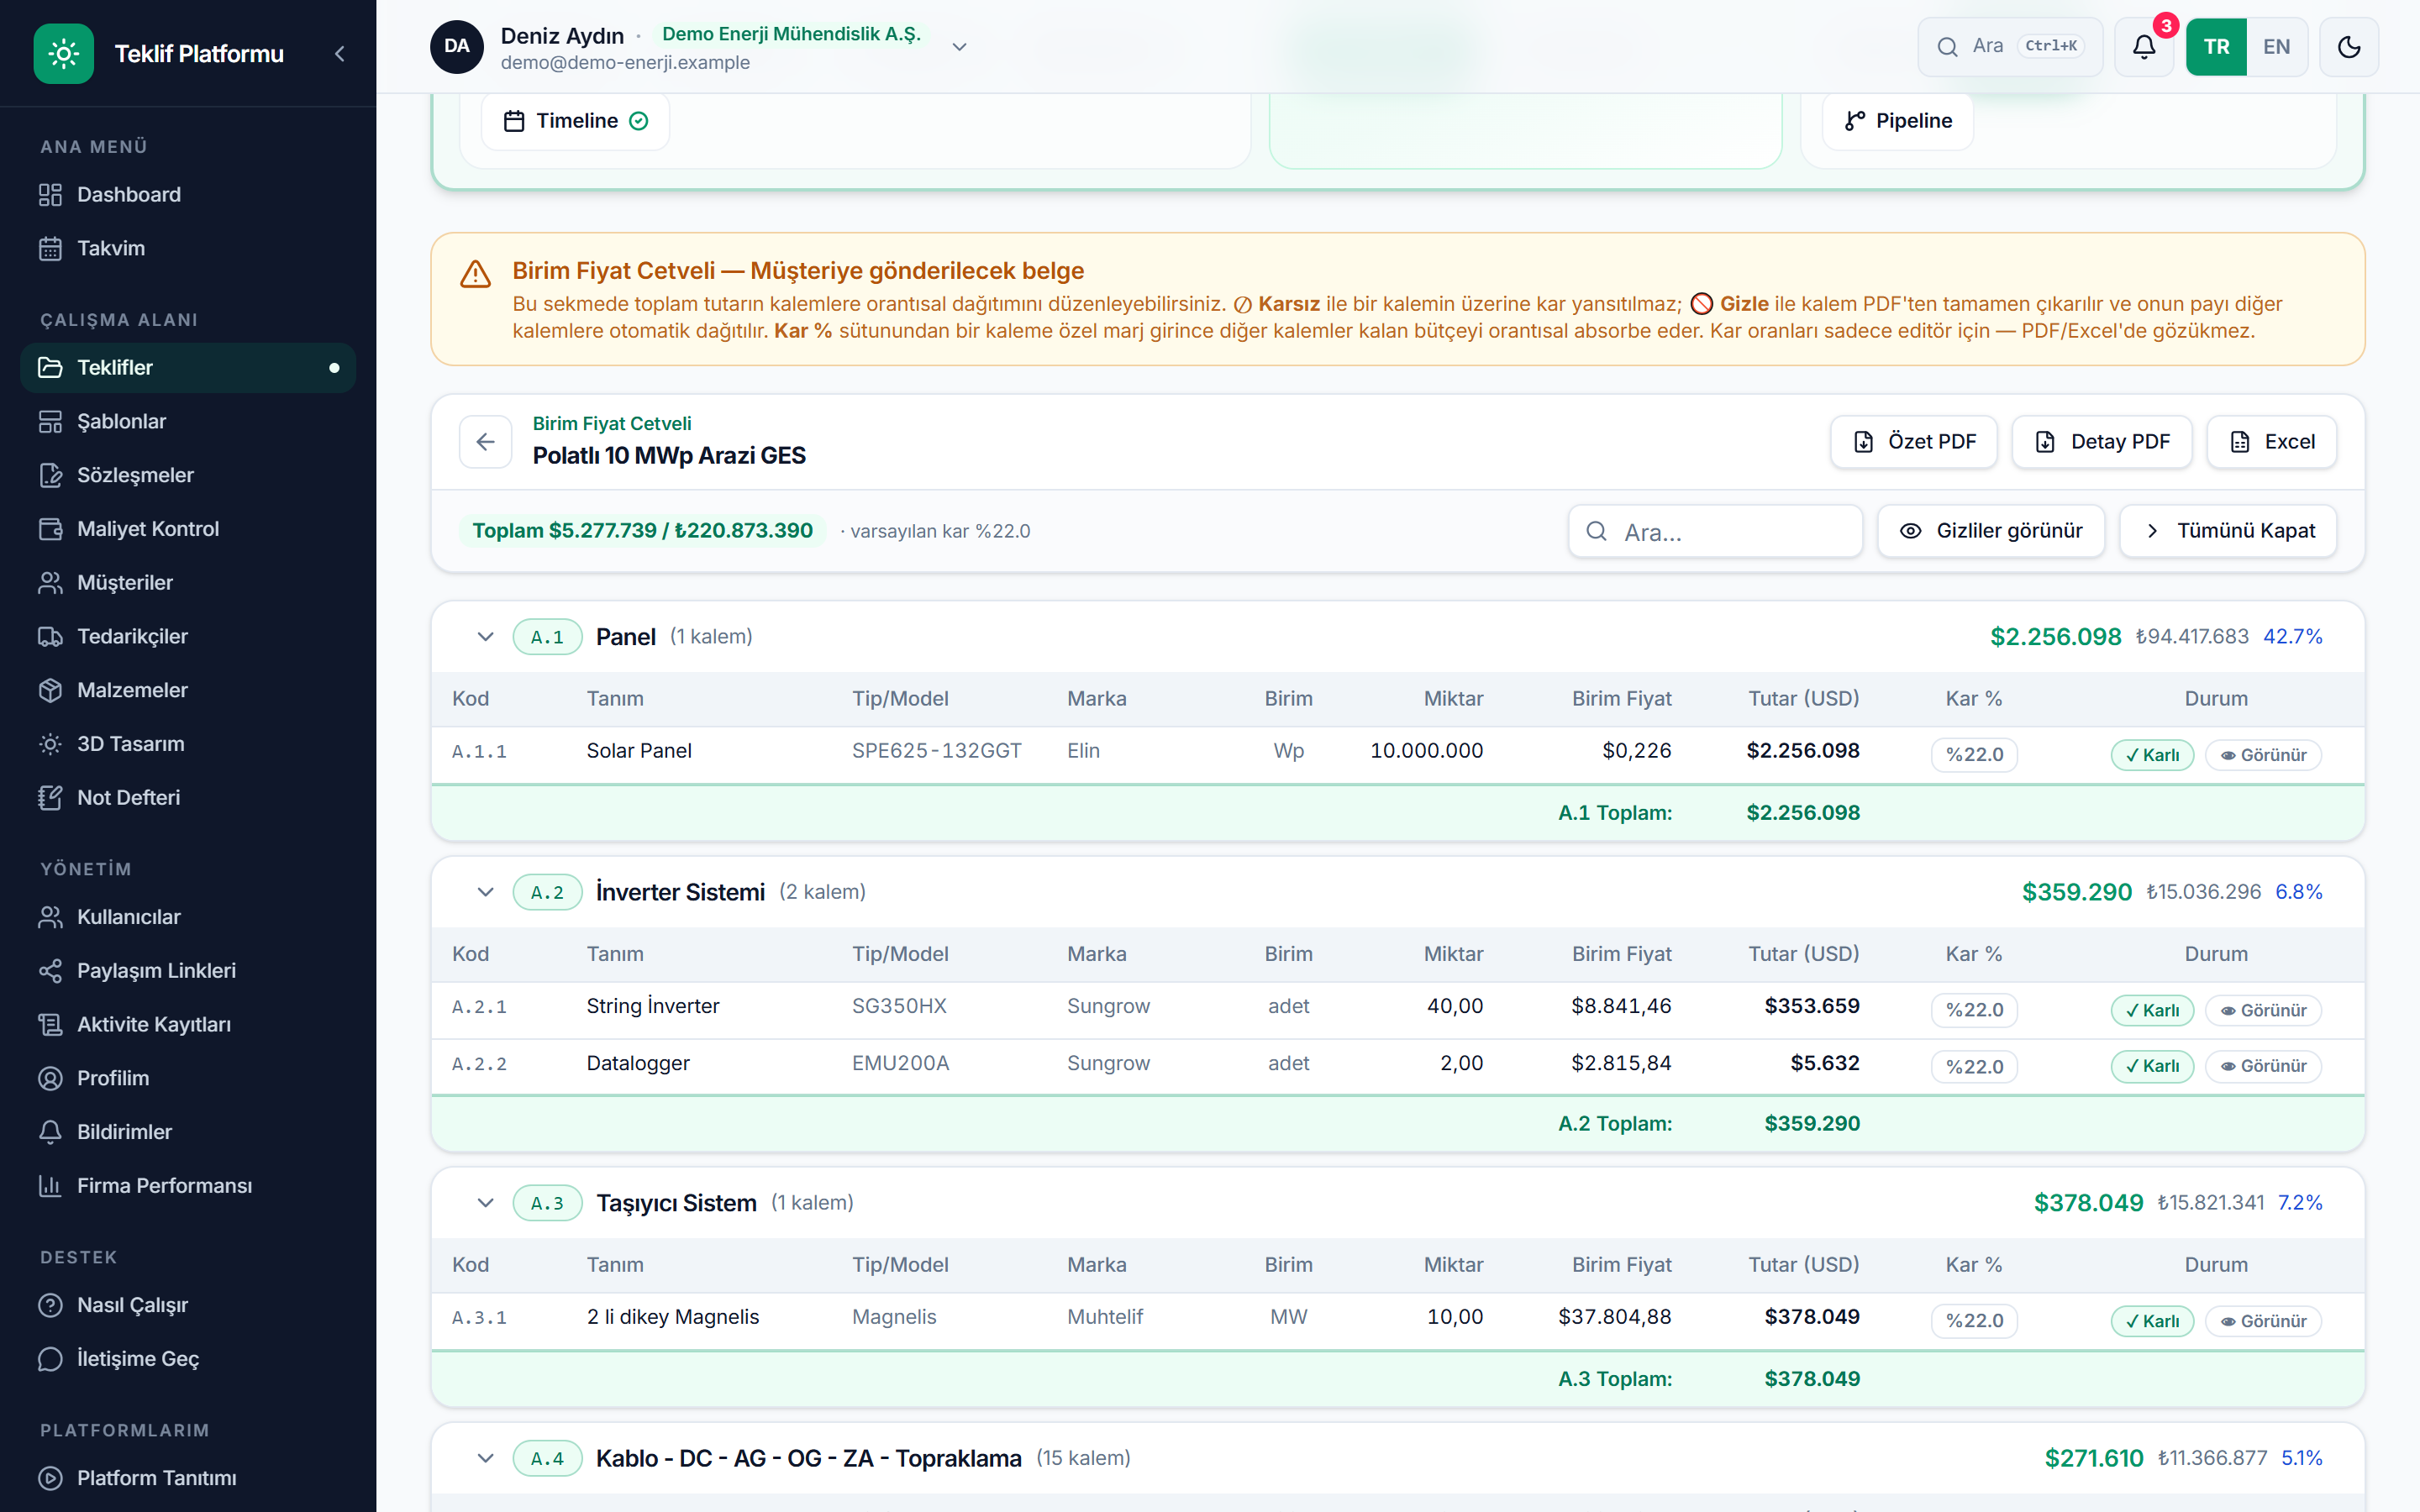 Teklif Platformu
ANA MENÜ
Dashboard
Takvim
ÇALIŞMA ALANI
Teklifler
Şablonlar
Sözleşmeler
Maliyet Kontrol
Müşteriler
Tedarikçiler
Malzemeler
3D Tasarım
Not Defteri
YÖNETİM
Kullanıcılar
Paylaşım Linkleri
Aktivite Kayıtları
Profilim
Bildirimler
Firma Performansı
DESTEK
Nasıl Çalışır
İletişime Geç
PLATFORMLARIM
Platform Tanıtımı
DA
Deniz Aydın · Demo Enerji Mühendislik A.Ş.
demo@demo-enerji.example
Ara Ctrl+K
3
TR EN
Timeline
Pipeline
Birim Fiyat Cetveli — Müşteriye gönderilecek belge
Bu sekmede toplam tutarın kalemlere orantısal dağıtımını düzenleyebilirsiniz. Karsız ile bir kalemin üzerine kar yansıtılmaz; 🚫 Gizle ile kalem PDF'ten tamamen çıkarılır ve onun payı diğer
kalemlere otomatik dağıtılır. Kar % sütunundan bir kaleme özel marj girince diğer kalemler kalan bütçeyi orantısal absorbe eder. Kar oranları sadece editör için — PDF/Excel'de gözükmez.
Birim Fiyat Cetveli
Polatlı 10 MWp Arazi GES
Özet PDF
Detay PDF
Excel
Toplam $5.277.739 / ₺220.873.390 · varsayılan kar %22.0
Ara...
Gizliler görünür
Tümünü Kapat
A.1 Panel (1 kalem) $2.256.098 ₺94.417.683 42.7%
Kod Tanım Tip/Model Marka Birim Miktar Birim Fiyat Tutar (USD) Kar % Durum
A.1.1 Solar Panel SPE625-132GGT Elin Wp 10.000.000 $0,226 $2.256.098 %22.0 ✓ Karlı 👁 Görünür
A.1 Toplam: $2.256.098
A.2 İnverter Sistemi (2 kalem) $359.290 ₺15.036.296 6.8%
Kod Tanım Tip/Model Marka Birim Miktar Birim Fiyat Tutar (USD) Kar % Durum
A.2.1 String İnverter SG350HX Sungrow adet 40,00 $8.841,46 $353.659 %22.0 ✓ Karlı 👁 Görünür
A.2.2 Datalogger EMU200A Sungrow adet 2,00 $2.815,84 $5.632 %22.0 ✓ Karlı 👁 Görünür
A.2 Toplam: $359.290
A.3 Taşıyıcı Sistem (1 kalem) $378.049 ₺15.821.341 7.2%
Kod Tanım Tip/Model Marka Birim Miktar Birim Fiyat Tutar (USD) Kar % Durum
A.3.1 2 li dikey Magnelis Magnelis Muhtelif MW 10,00 $37.804,88 $378.049 %22.0 ✓ Karlı 👁 Görünür
A.3 Toplam: $378.049
A.4 Kablo - DC - AG - OG - ZA - Topraklama (15 kalem) $271.610 ₺11.366.877 5.1%